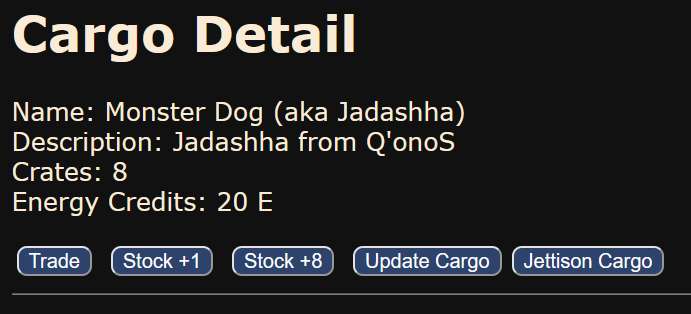 Cargo Detail
Name: Monster Dog (aka Jadashha)
Description: Jadashha from Q'onoS
Crates: 8
Energy Credits: 20 E
Trade Stock +1 Stock +8 Update Cargo Jettison Cargo